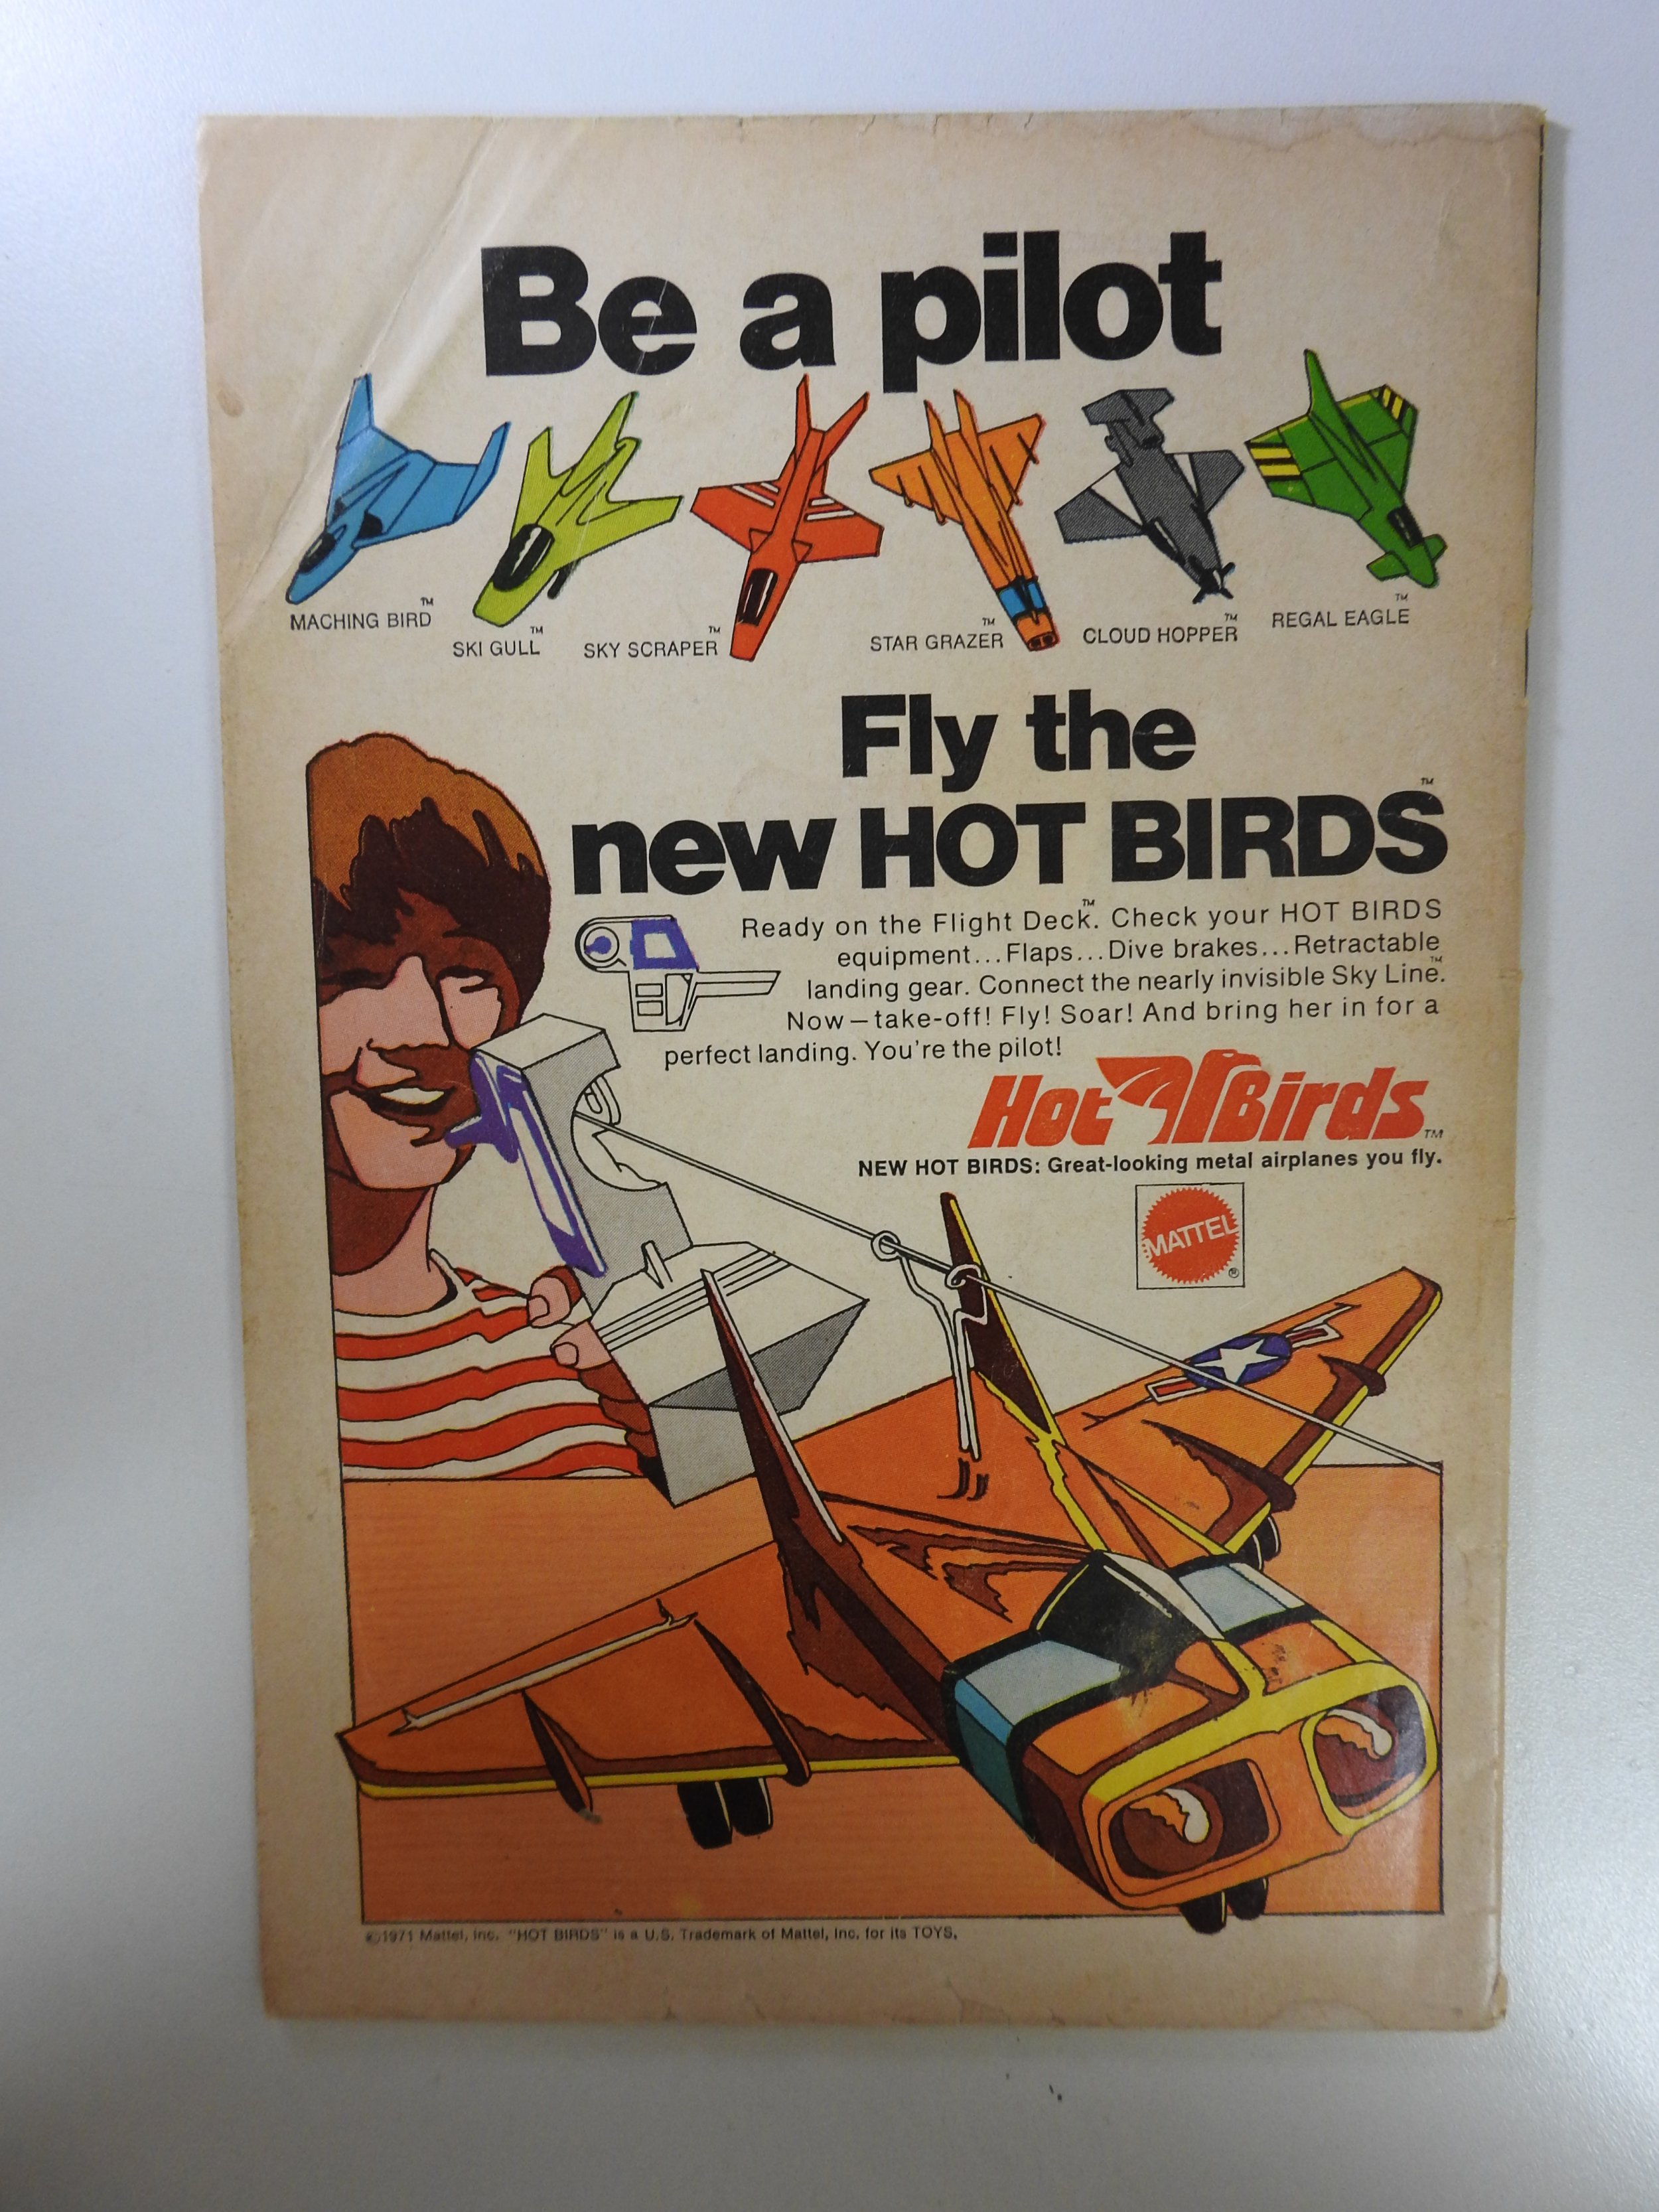 Be a pilot
MACHING BIRD™
SKI GULL™
SKY SCRAPER™
STAR GRAZER™
CLOUD HOPPER™
REGAL EAGLE™
Fly the
new HOT BIRDS™
Ready on the Flight Deck™. Check your HOT BIRDS
equipment...Flaps...Dive brakes...Retractable
landing gear. Connect the nearly invisible Sky Line™.
Now—take-off! Fly! Soar! And bring her in for a
perfect landing. You're the pilot!
Hot Birds™
NEW HOT BIRDS: Great-looking metal airplanes you fly.
MATTEL®
©1971 Mattel, Inc. "HOT BIRDS" is a U.S. Trademark of Mattel, Inc. for its TOYS.